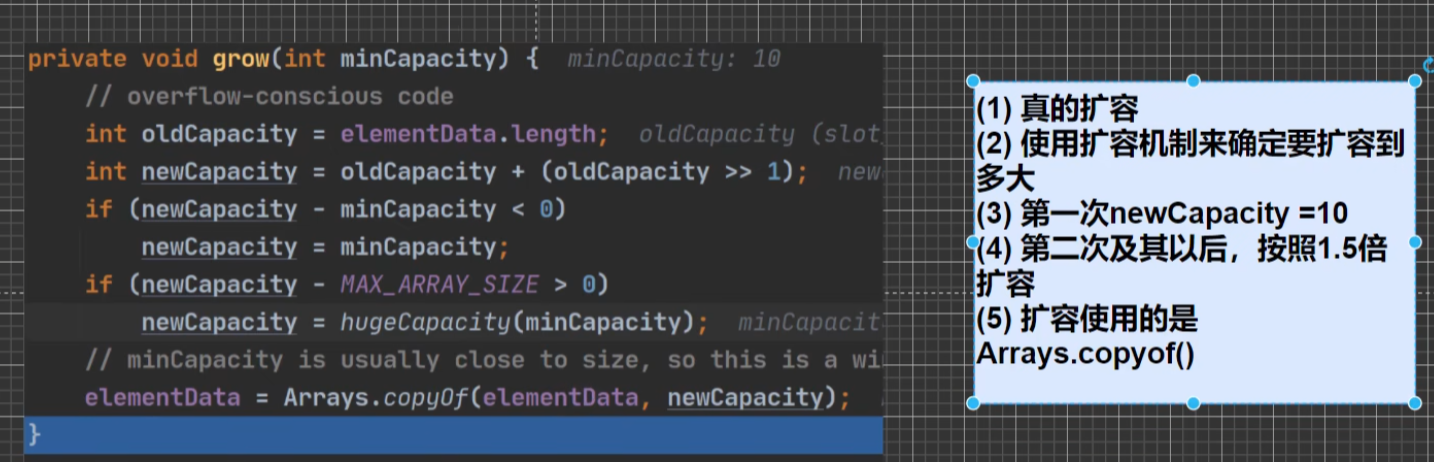 private void grow(int minCapacity) { minCapacity: 10
// overflow-conscious code
int oldCapacity = elementData.length; oldCapacity (slot
int newCapacity = oldCapacity + (oldCapacity >> 1); new
if (newCapacity - minCapacity < 0)
newCapacity = minCapacity;
if (newCapacity - MAX_ARRAY_SIZE > 0)
newCapacity = hugeCapacity(minCapacity); minCapacit
// minCapacity is usually close to size, so this is a wi
elementData = Arrays.copyOf(elementData, newCapacity);
}
(1) 真的扩容
(2) 使用扩容机制来确定要扩容到
多大
(3) 第一次newCapacity =10
(4) 第二次及其以后，按照1.5倍
扩容
(5) 扩容使用的是
Arrays.copyof()